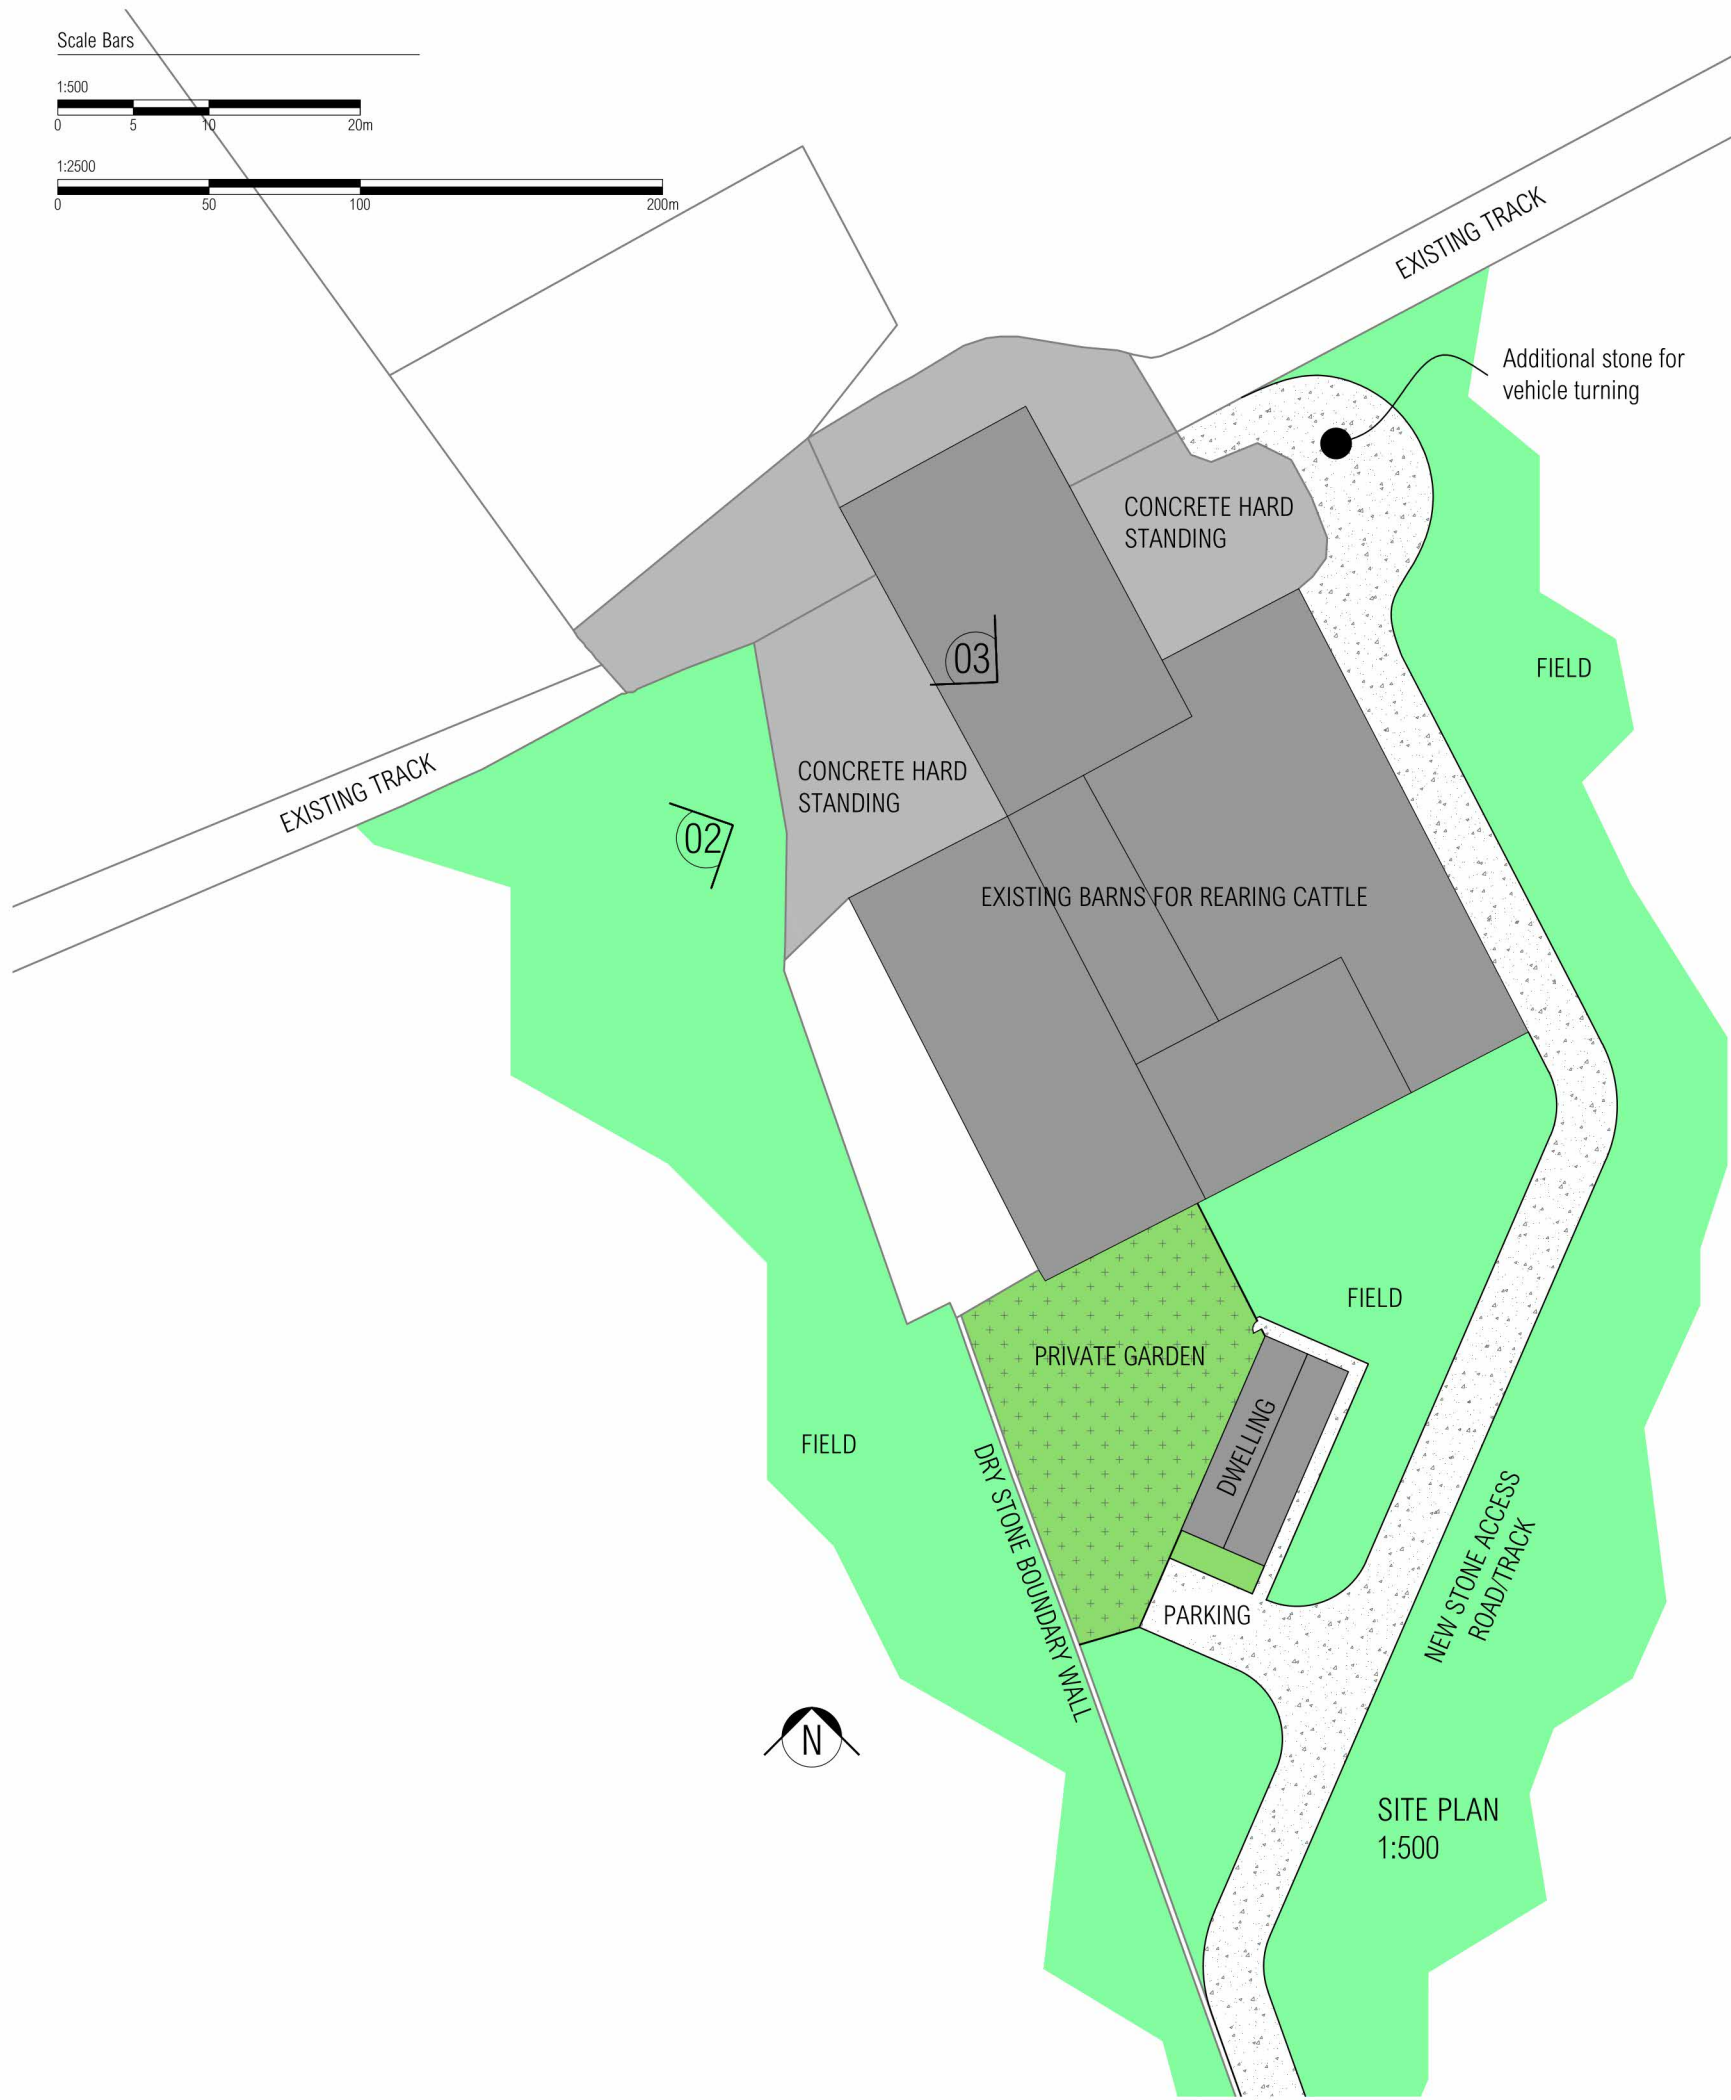 Scale Bars
1:500
0 5 10 20m
1:2500
0 50 100 200m
EXISTING TRACK
Additional stone for
vehicle turning
CONCRETE HARD
STANDING
03
FIELD
EXISTING TRACK
CONCRETE HARD
STANDING
02
EXISTING BARNS FOR REARING CATTLE
FIELD
PRIVATE GARDEN
DWELLING
FIELD
DRY STONE BOUNDARY WALL
NEW STONE ACCESS
ROAD/TRACK
PARKING
N
SITE PLAN
1:500